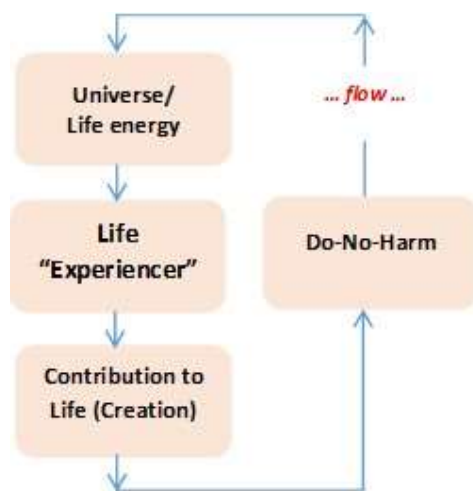 Universe/
Life energy
... flow ...
Life
“Experiencer”
Do-No-Harm
Contribution to
Life (Creation)